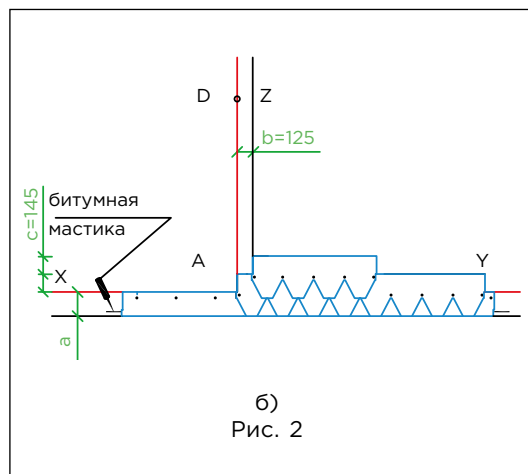 D
Z
b=125
c=145
битумная
мастика
X
A
Y
a
б)
Рис. 2